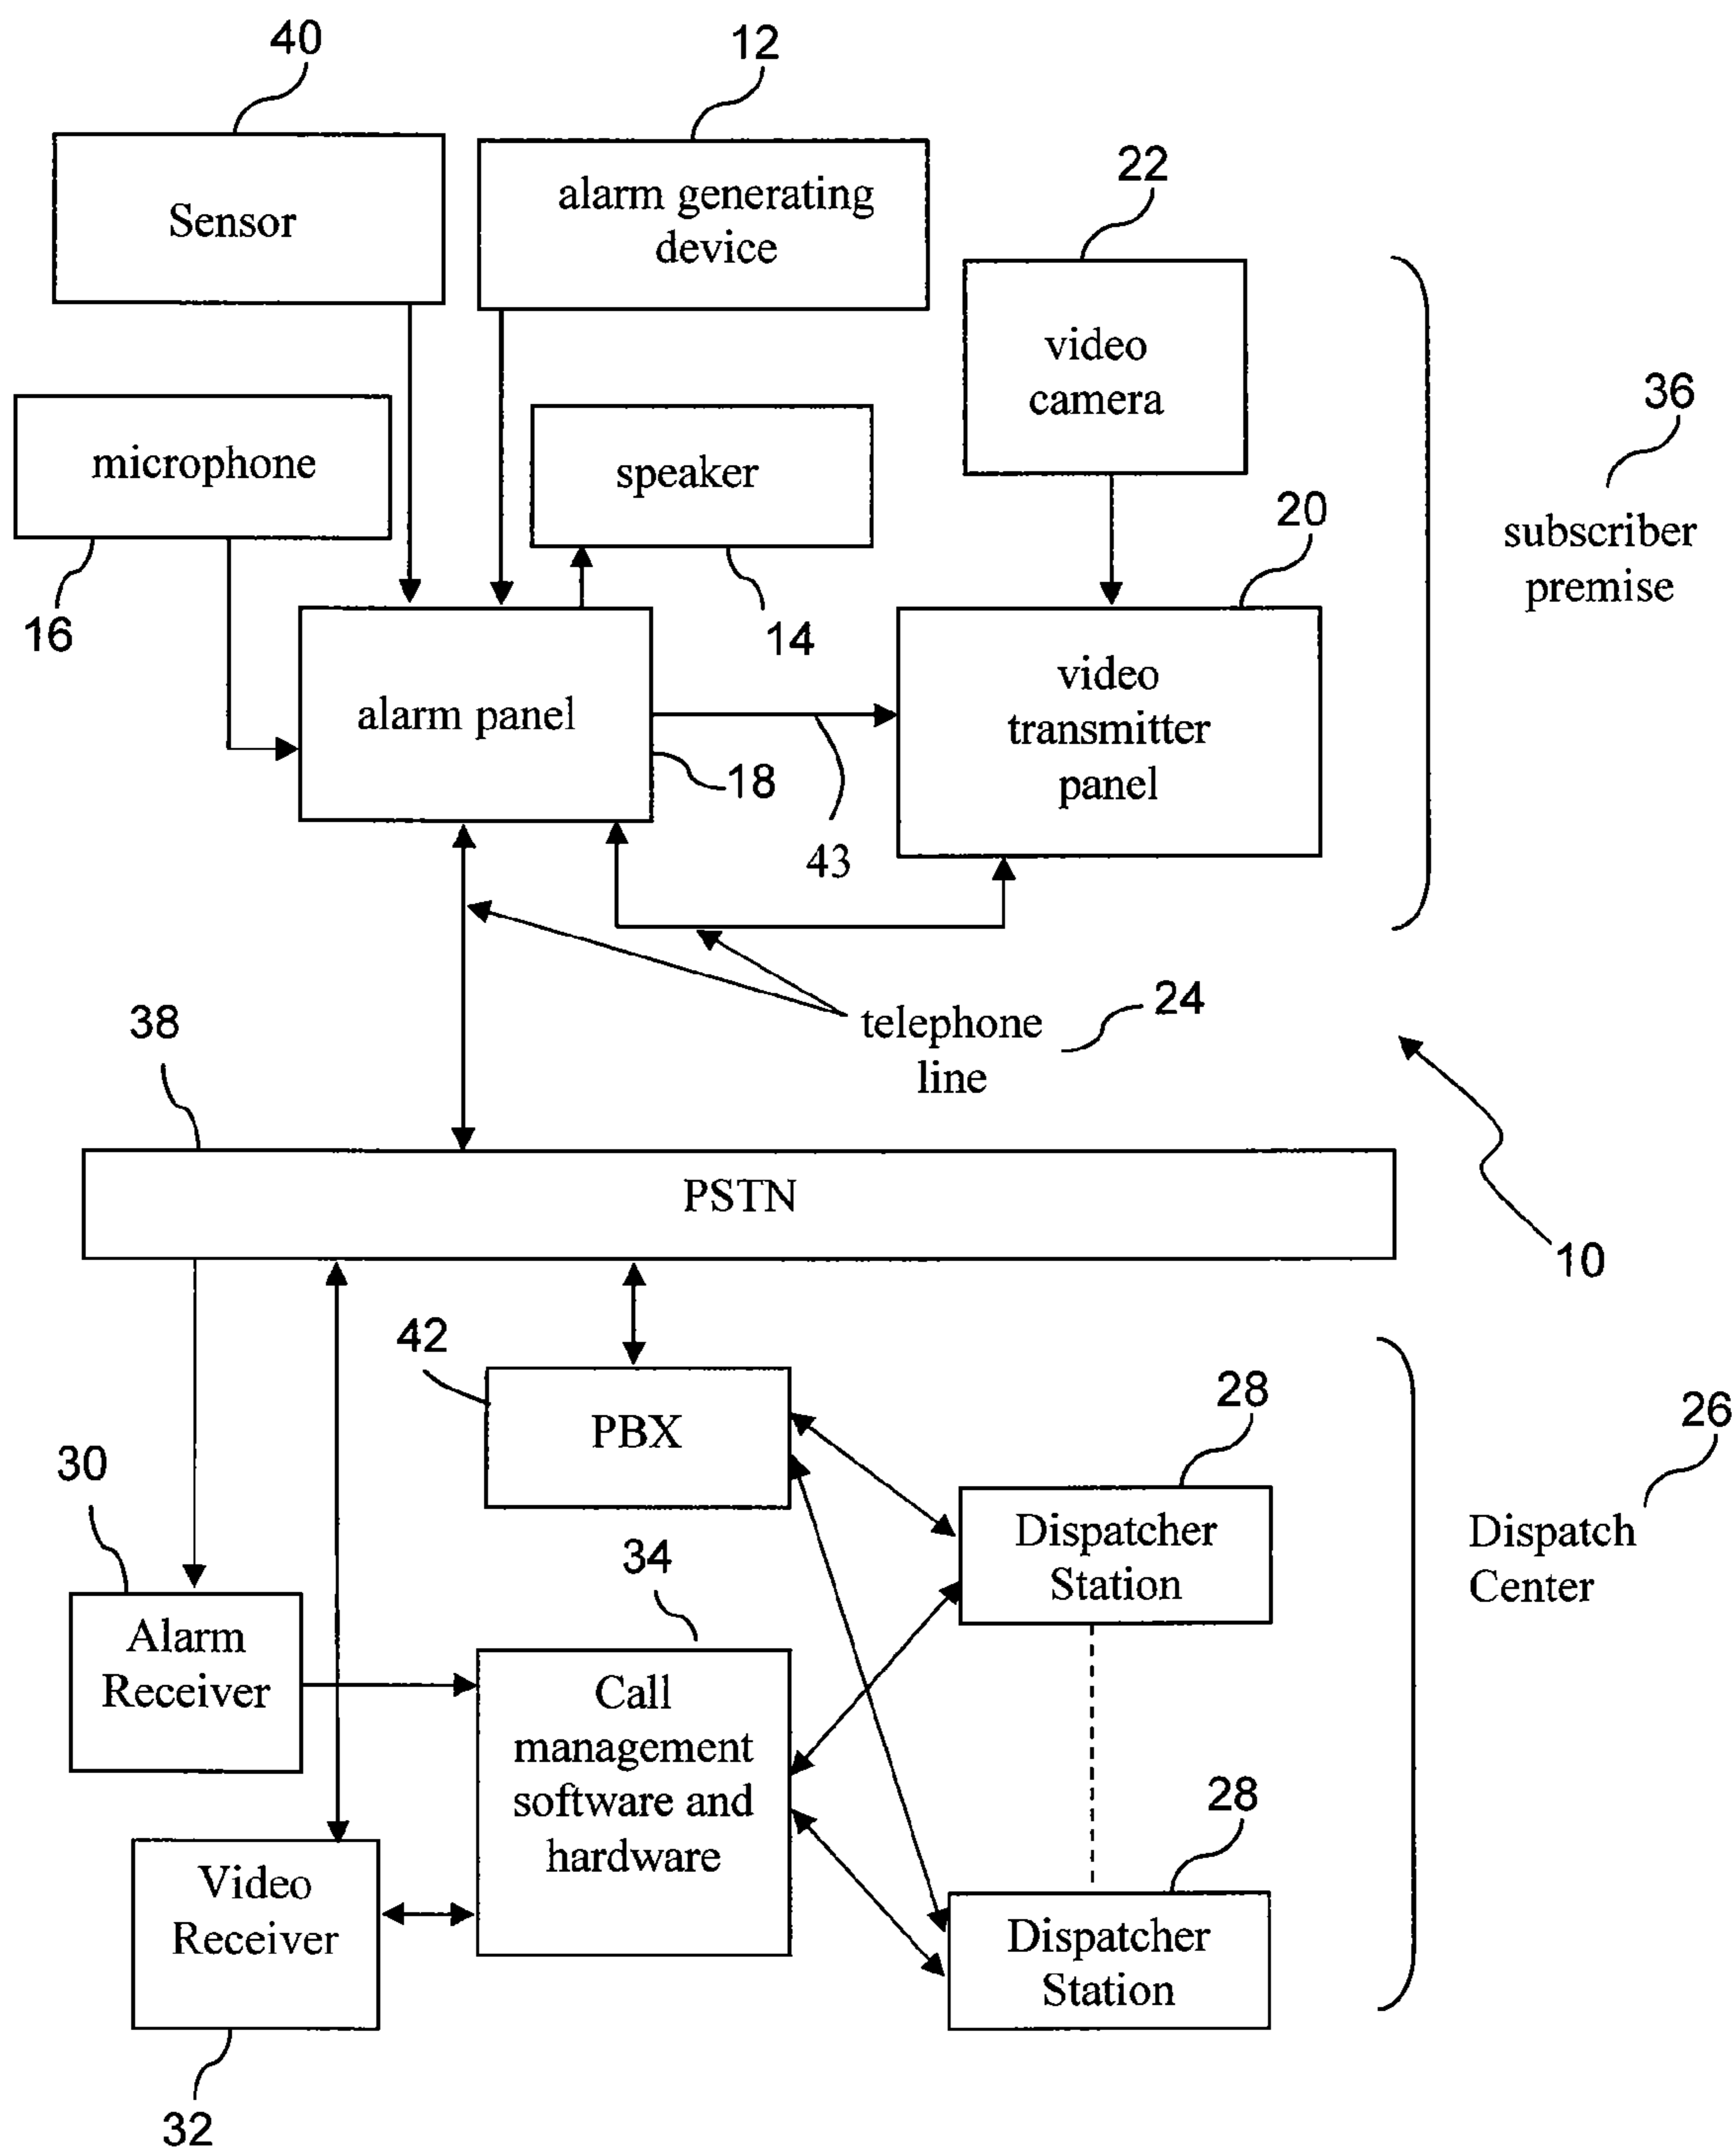 40
12
22
Sensor
alarm generating
device
video
camera
36
microphone
speaker
20
subscriber
premise
16
14
alarm panel
video
transmitter
panel
18
43
24
telephone
line
38
PSTN
10
42
PBX
28
26
30
34
Dispatcher
Station
Dispatch
Center
Alarm
Receiver
Call
management
software and
hardware
28
Video
Receiver
Dispatcher
Station
32